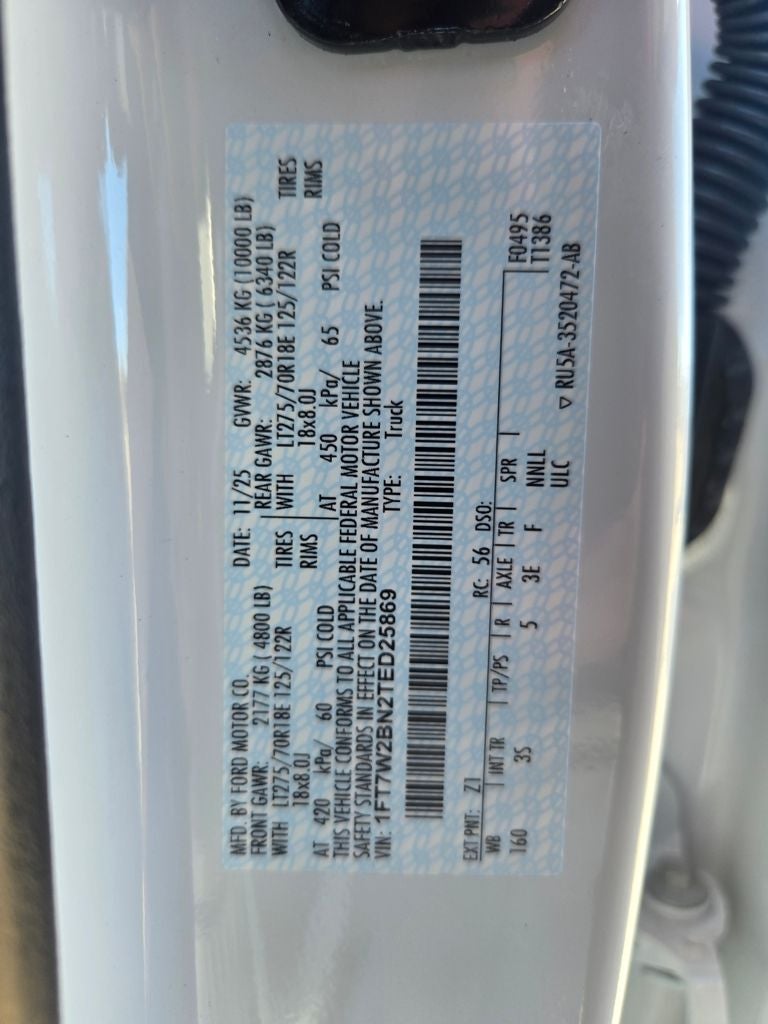 MFD. BY FORD MOTOR CO. DATE: 11/25 GVWR: 4536 KG (10000 LB)
FRONT GAWR: 2177 KG ( 4800 LB) REAR GAWR: 2876 KG ( 6340 LB)
WITH LT275/70R18E 125/122R TIRES WITH LT275/70R18E 125/122R TIRES
18x8.0J RIMS 18x8.0J RIMS
AT 420 kPa/ 60 PSI COLD AT 450 kPa/ 65 PSI COLD
THIS VEHICLE CONFORMS TO ALL APPLICABLE FEDERAL MOTOR VEHICLE
SAFETY STANDARDS IN EFFECT ON THE DATE OF MANUFACTURE SHOWN ABOVE.
VIN: 1FT7W2BN2TED25869 TYPE: Truck
EXT PNT: Z1 RC: 56 DSO:
WB INT TR TP/PS R AXLE TR SPR F0495
160 3S 5 3E F NNLL T1386
ULC ▽ RU5A-3520472-AB